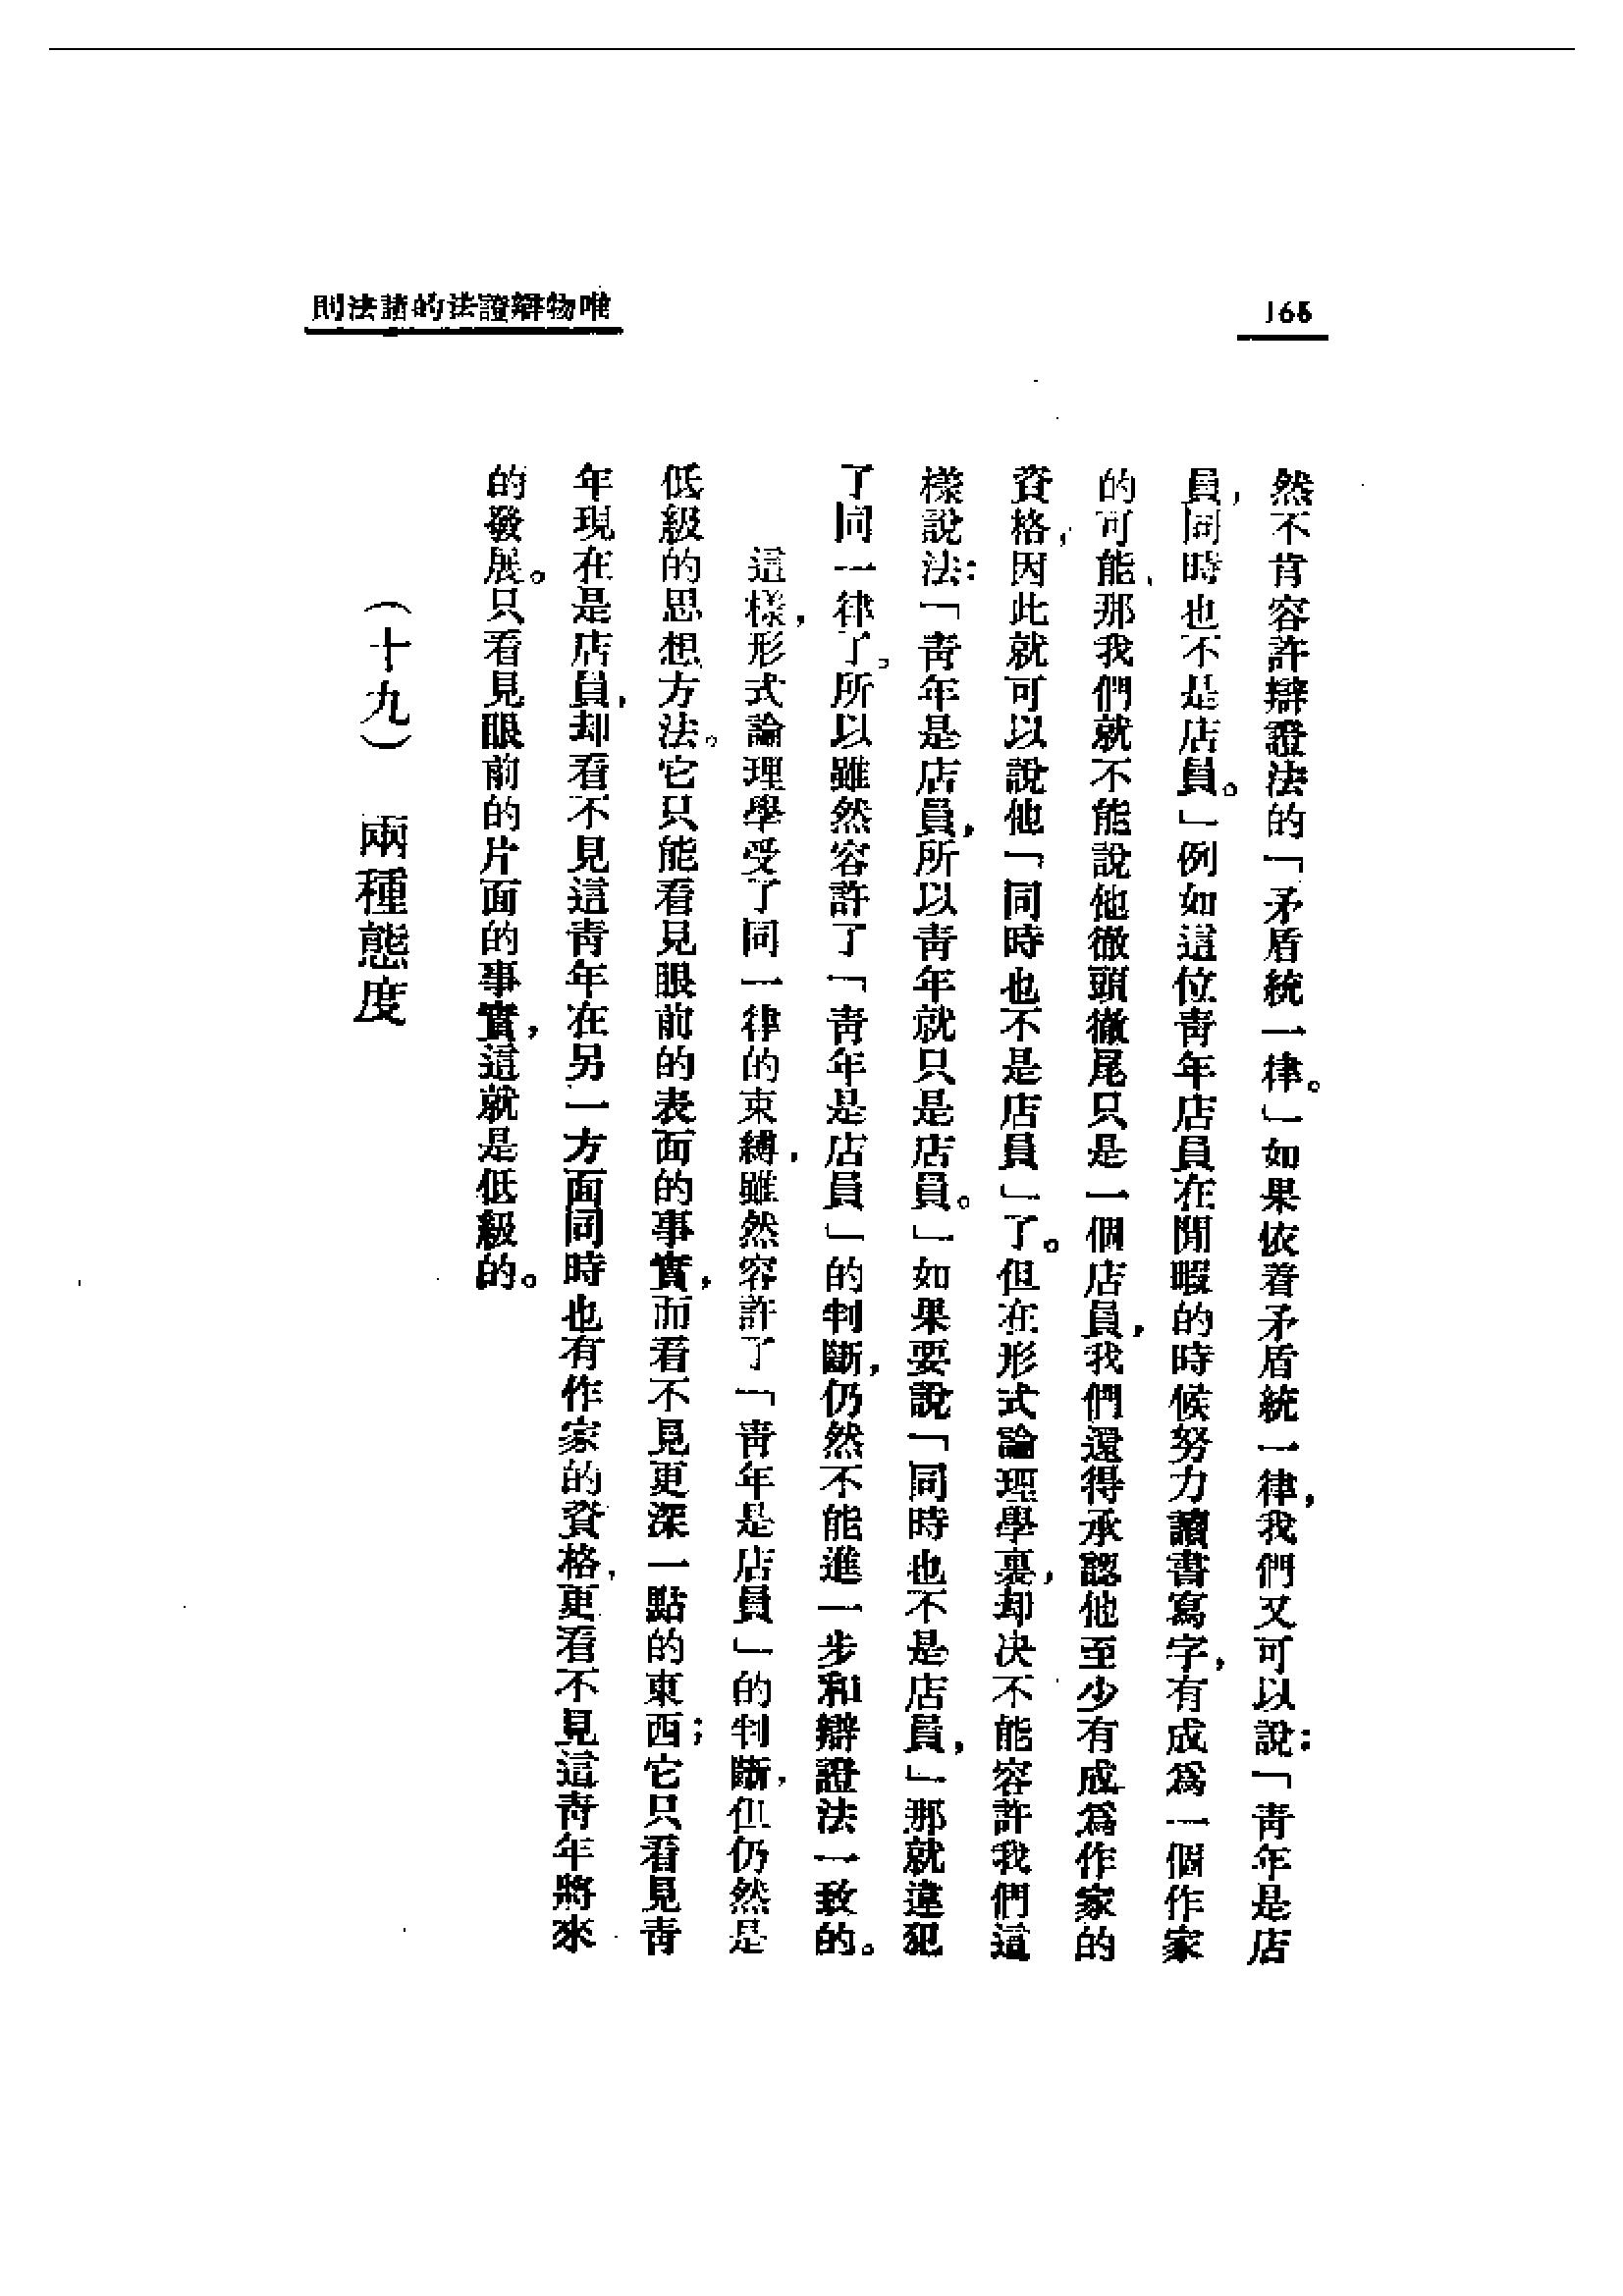 唯物辯證法的諸法則
165
然不肯容許辯證法的「矛盾統一律。」如果依着矛盾統一律，我們又可以說：「靑年是店
員，同時也不是店員。」例如這位靑年店員在閒暇的時候努力讀書寫字，有成爲一個作家
的可能、那我們就不能說他徹頭徹尾只是一個店員，我們還得承認他至少有成爲作家的
資格，因此就可以說他「同時也不是店員」了。但在形式論理學裏，却决不能容許我們這
樣說法：「靑年是店員，所以靑年就只是店員。」如果要說「同時也不是店員，」那就違犯
了同一律了。所以雖然容許了「靑年是店員」的判斷，仍然不能進一步和辯證法一致的。
這樣，形式論理學受了同一律的束縛，雖然容許了「靑年是店員」的判斷，但仍然是
低級的思想方法。它只能看見眼前的表面的事實，而看不見更深一點的東西；它只看見靑
年現在是店員，却看不見這靑年在另一方面同時也有作家的資格，更看不見這靑年將來
的發展。只看見眼前的片面的事實，這就是低級的。
（十九） 兩種態度